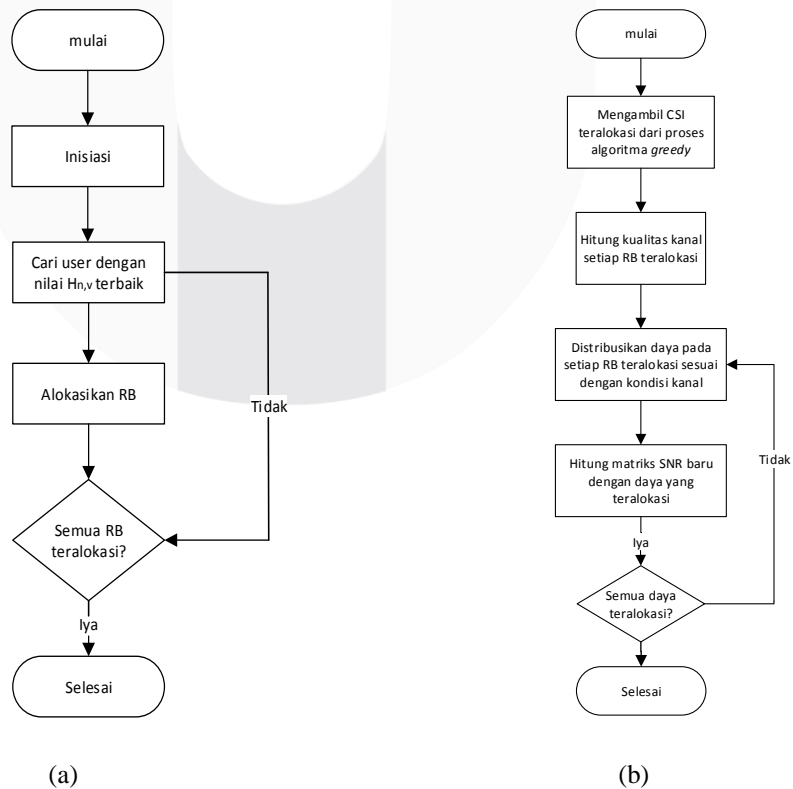 mulai
Inisiasi
Cari user dengan
nilai Hn,v terbaik
Alokasikan RB
Tidak
Semua RB
teralokasi?
Iya
Selesai
(a)
mulai
Mengambil CSI
teralokasi dari proses
algoritma greedy
Hitung kualitas kanal
setiap RB teralokasi
Distribusikan daya pada
setiap RB teralokasi sesuai
dengan kondisi kanal
Hitung matriks SNR baru
dengan daya yang
teralokasi
Tidak
Iya
Semua daya
teralokasi?
Selesai
(b)